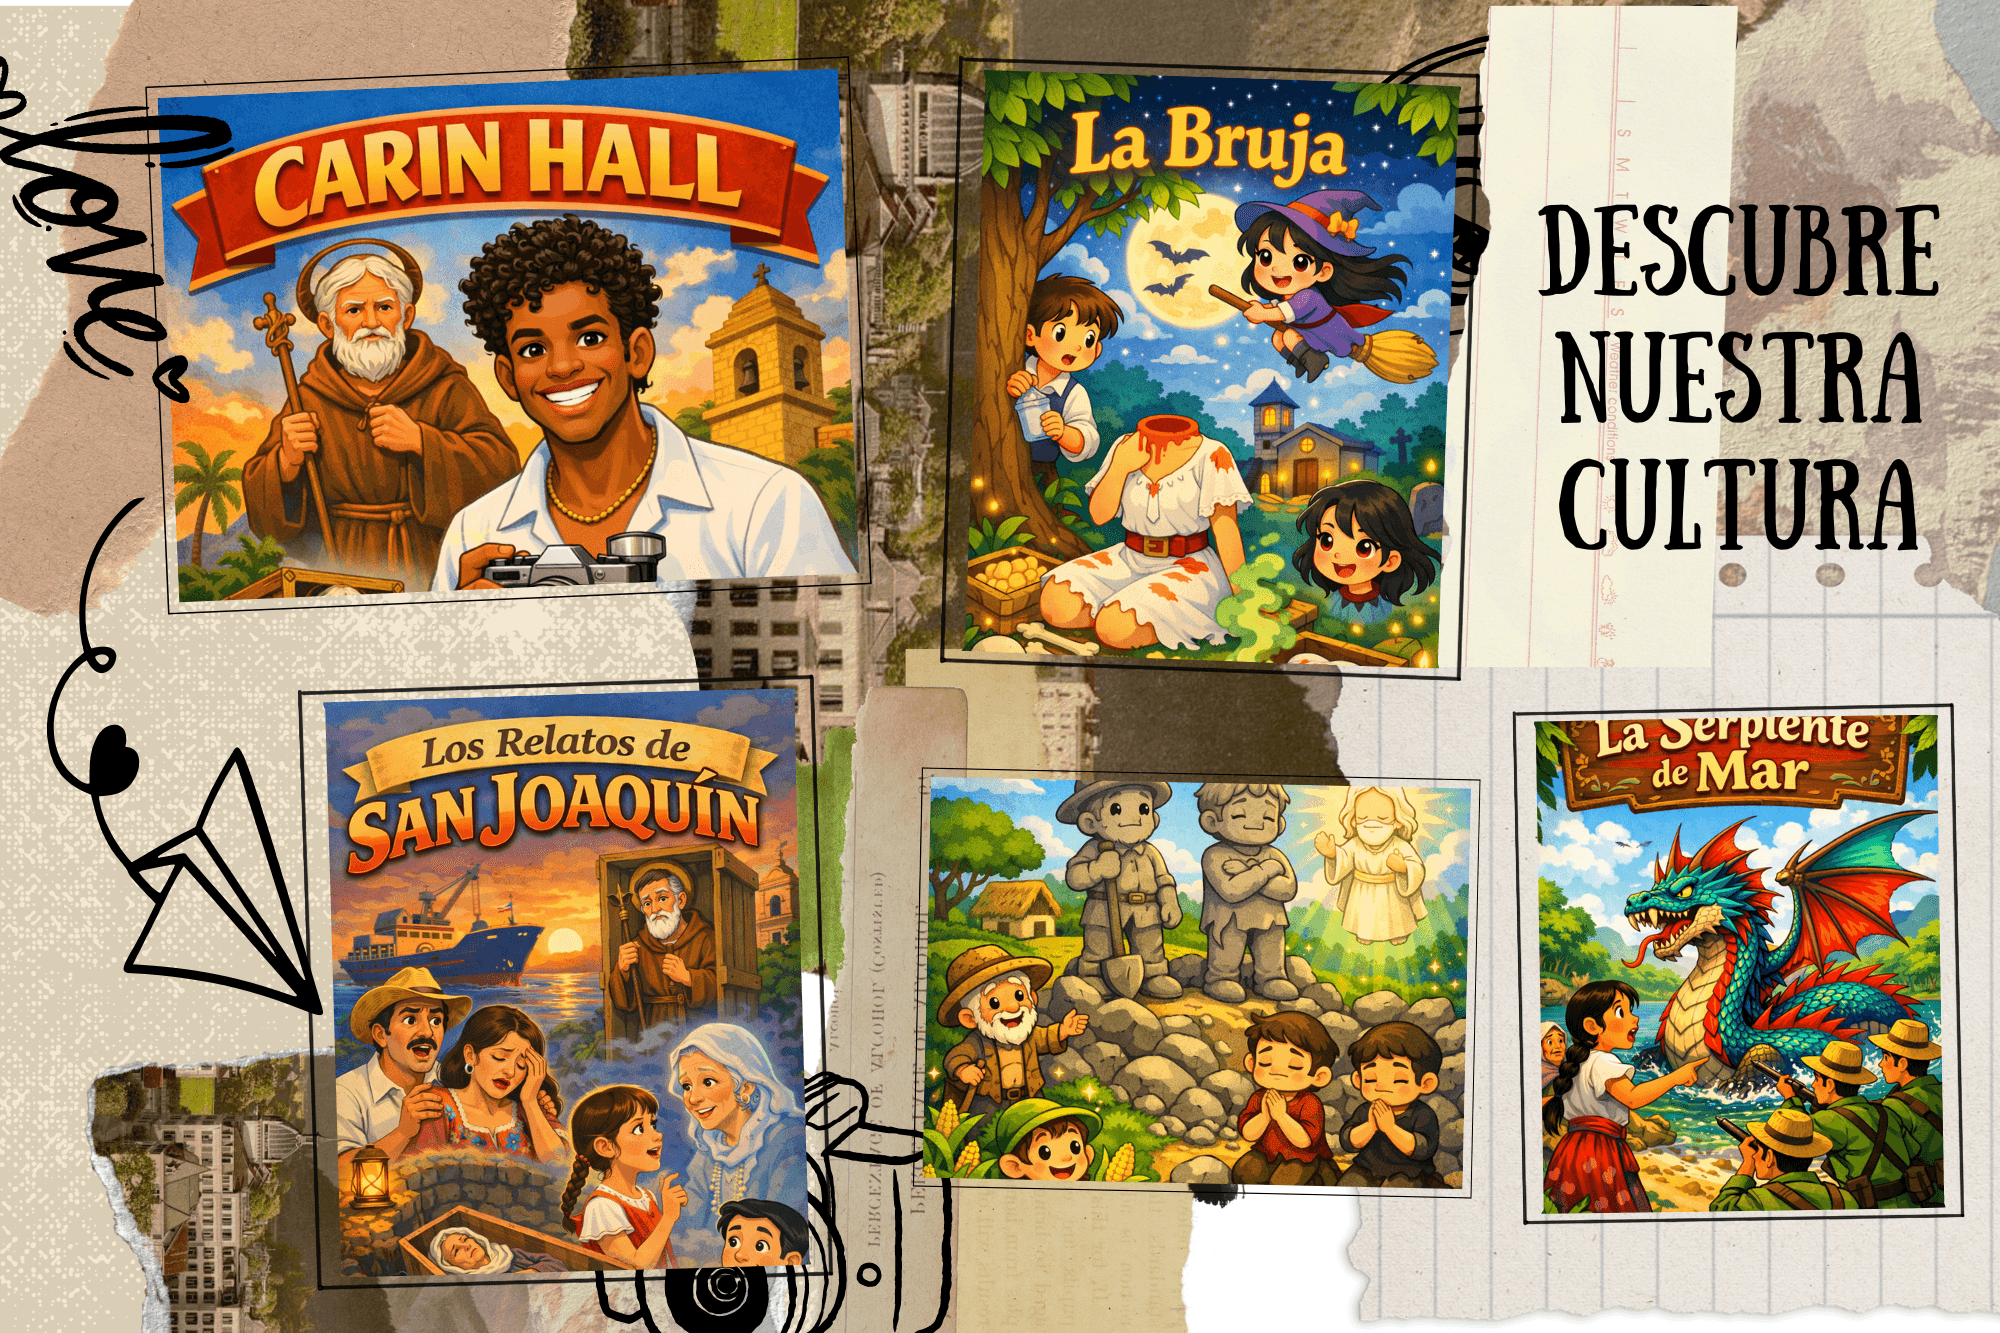 love
CARIN HALL
La Bruja
DESCUBRE
NUESTRA
CULTURA
Los Relatos de
SAN JOAQUÍN
La Serpiente
de Mar